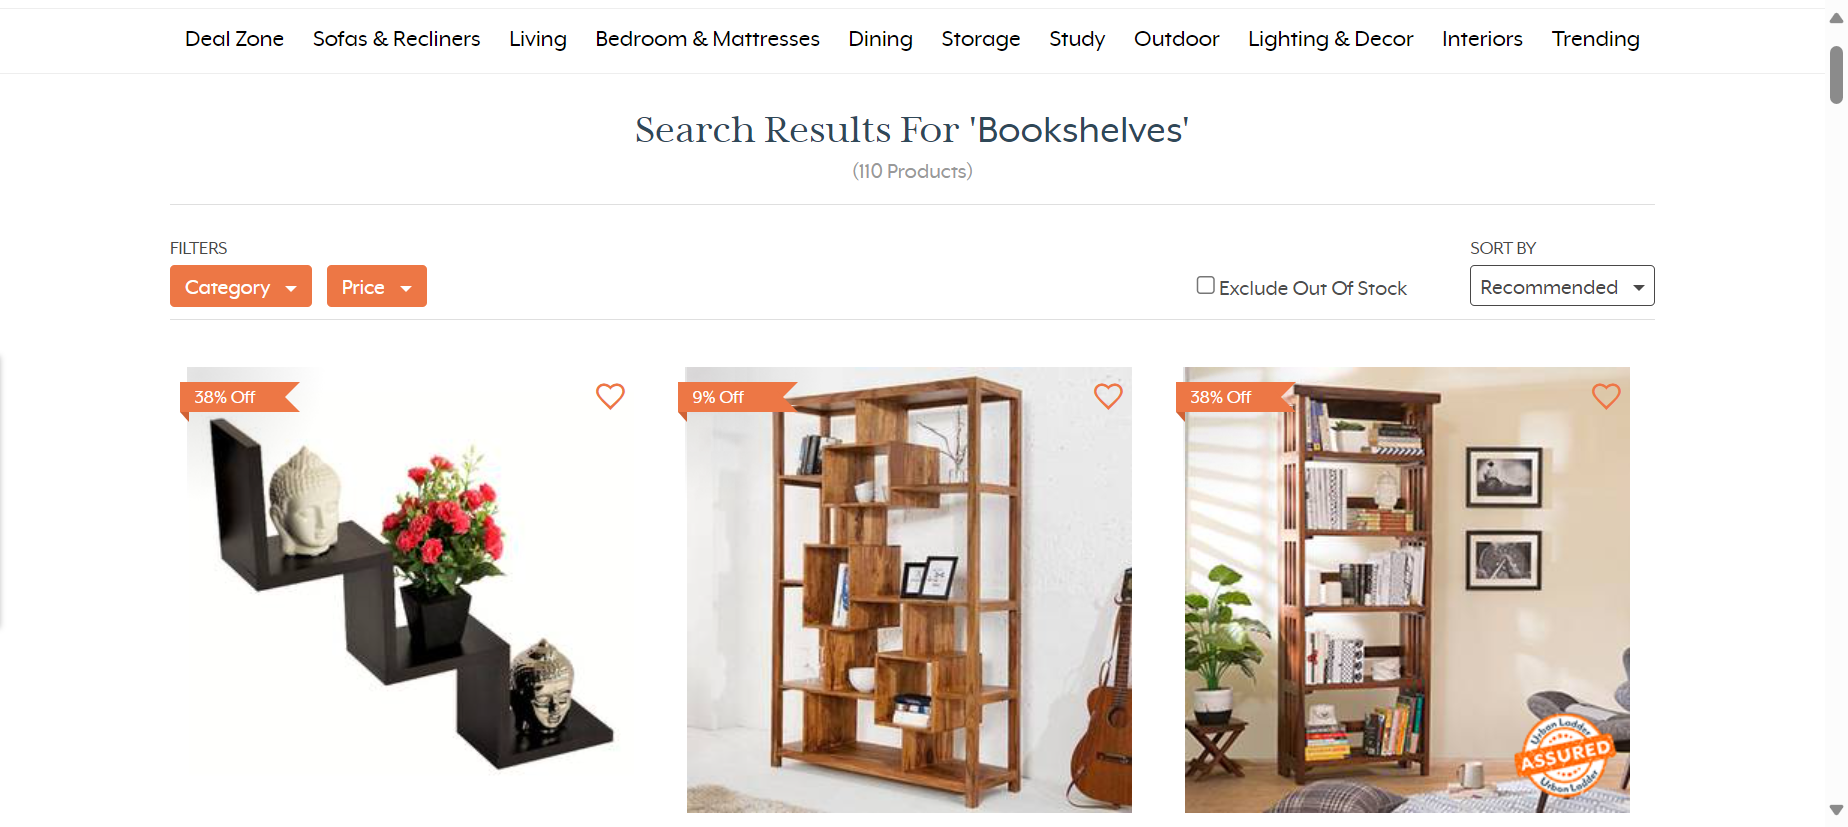 Deal Zone Sofas & Recliners Living Bedroom & Mattresses Dining Storage Study Outdoor Lighting & Decor Interiors Trending
Search Results For 'Bookshelves'
(110 Products)
FILTERS
SORT BY
Category Price Exclude Out Of Stock Recommended
38% Off
9% Off
38% Off
Urban Ladder
ASSURED
Urban Ladder